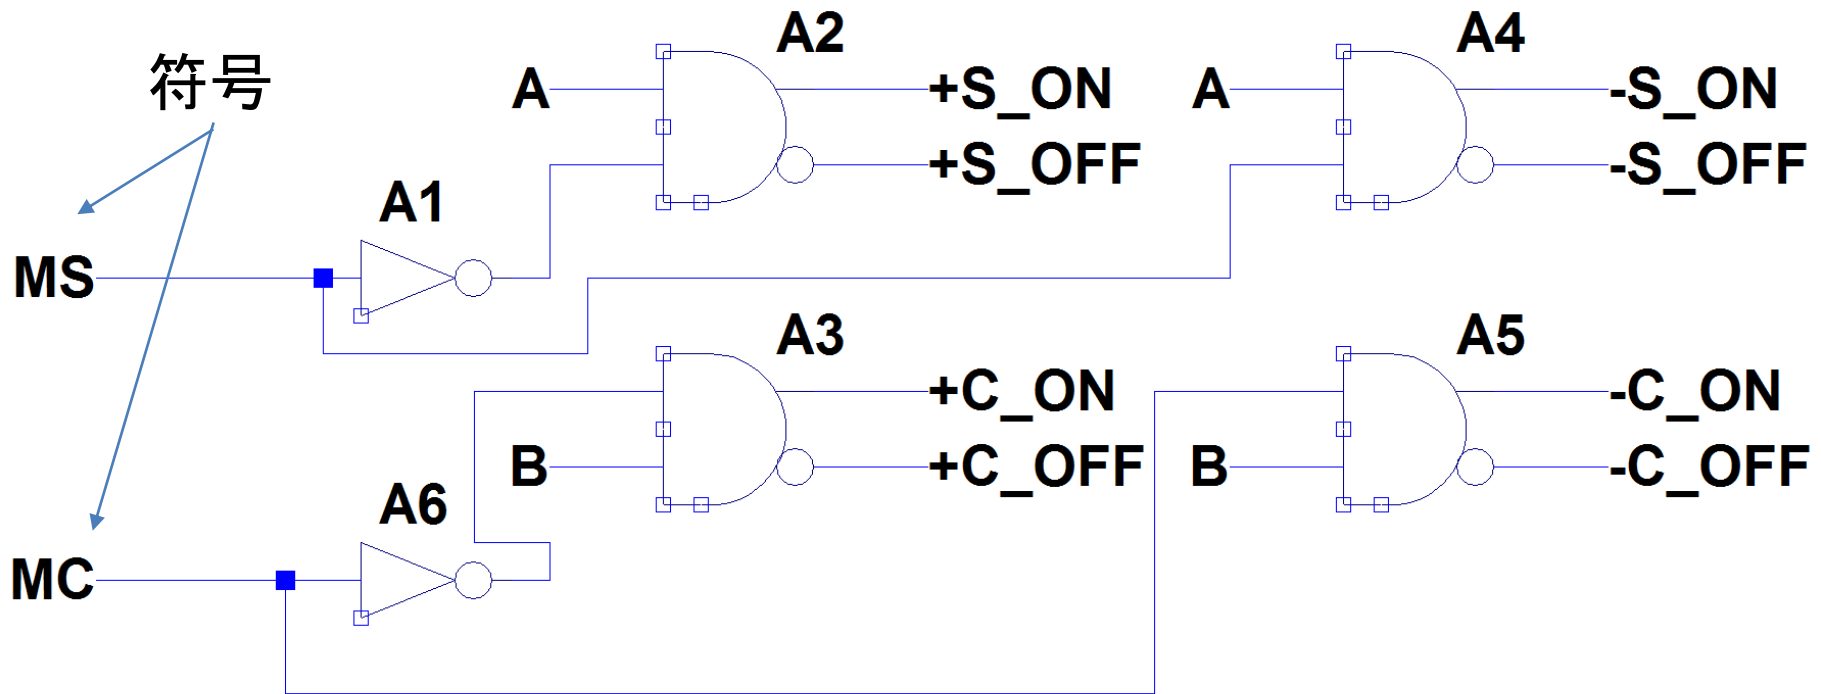 A2
A4
符号
A
+S_ON
A
-S_ON
+S_OFF
-S_OFF
A1
MS
A3
A5
+C_ON
-C_ON
B
+C_OFF
B
-C_OFF
A6
MC